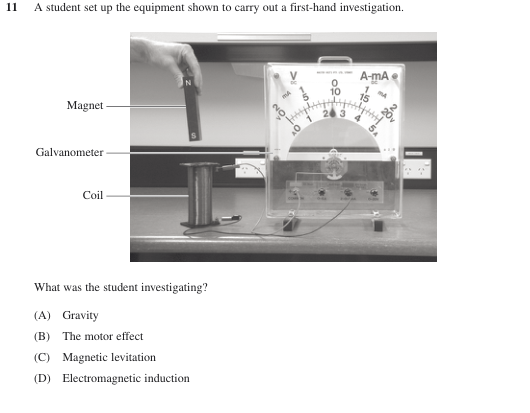 11 A student set up the equipment shown to carry out a first-hand investigation.
N
V
A-mA
0
10
5
15
mA
mA
0 1 2 3 4 5
Magnet
S
Galvanometer
Coil
What was the student investigating?
(A) Gravity
(B) The motor effect
(C) Magnetic levitation
(D) Electromagnetic induction